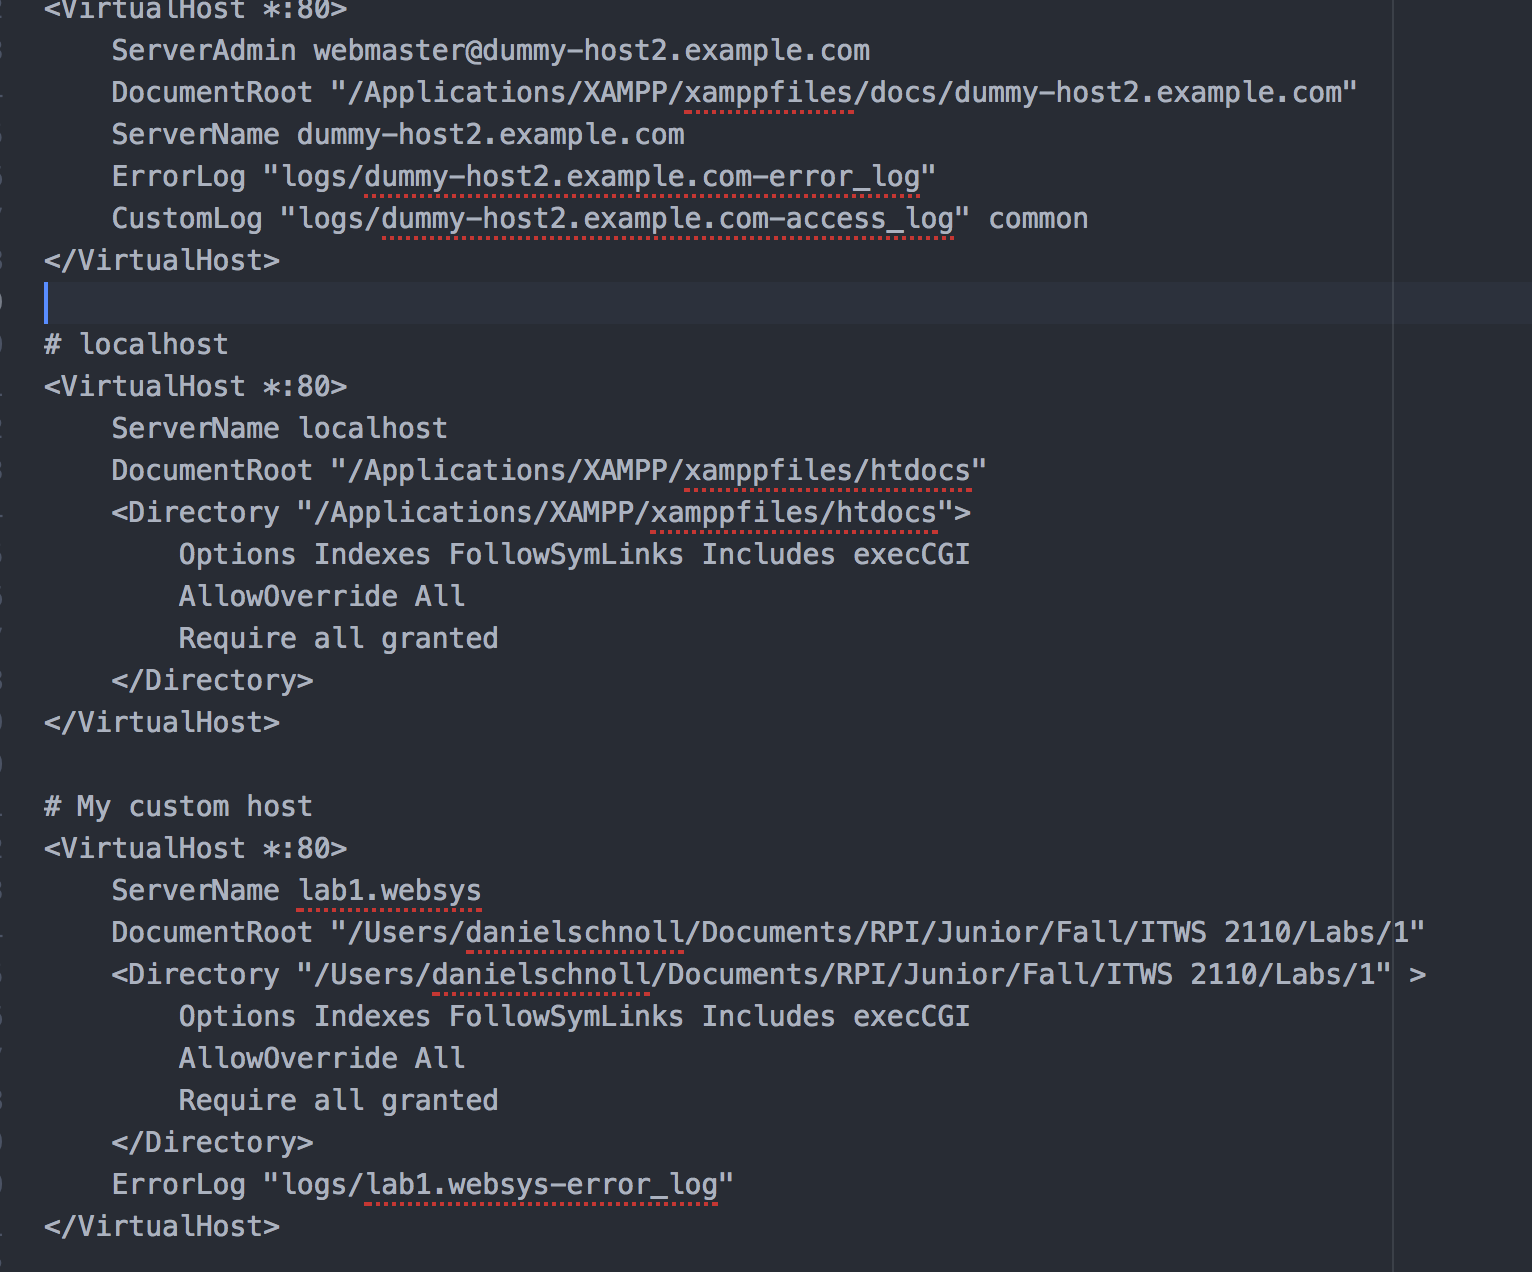 <VirtualHost *:80>
    ServerAdmin webmaster@dummy-host2.example.com
    DocumentRoot "/Applications/XAMPP/xamppfiles/docs/dummy-host2.example.com"
    ServerName dummy-host2.example.com
    ErrorLog "logs/dummy-host2.example.com-error_log"
    CustomLog "logs/dummy-host2.example.com-access_log" common
</VirtualHost>

# localhost
<VirtualHost *:80>
    ServerName localhost
    DocumentRoot "/Applications/XAMPP/xamppfiles/htdocs"
    <Directory "/Applications/XAMPP/xamppfiles/htdocs">
        Options Indexes FollowSymLinks Includes execCGI
        AllowOverride All
        Require all granted
    </Directory>
</VirtualHost>

# My custom host
<VirtualHost *:80>
    ServerName lab1.websys
    DocumentRoot "/Users/danielschnoll/Documents/RPI/Junior/Fall/ITWS 2110/Labs/1"
    <Directory "/Users/danielschnoll/Documents/RPI/Junior/Fall/ITWS 2110/Labs/1" >
        Options Indexes FollowSymLinks Includes execCGI
        AllowOverride All
        Require all granted
    </Directory>
    ErrorLog "logs/lab1.websys-error_log"
</VirtualHost>